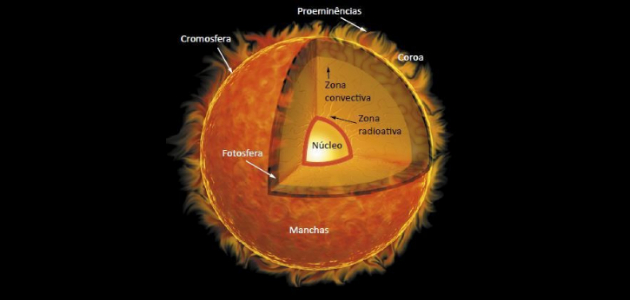 Proeminências
Cromosfera
Coroa
Zona
convectiva
Zona
radioativa
Núcleo
Fotosfera
Manchas